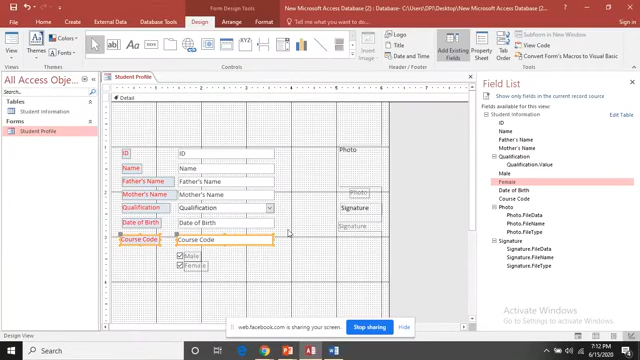 Form Design Tools
New Microsoft Access Database (2) : Database- C:\Users\DPI\Desktop\New Microsoft Access Database (2)....
Sign in
File Home Create External Data Database Tools Design Arrange Format
Tell me what you want to do...
View
Themes
Colors
Fonts
Insert Image
Logo
Title
Date and Time
Add Existing Fields
Property Sheet
Tab Order
Subform in New Window
View Code
Convert Form's Macros to Visual Basic
Views
Themes
Controls
Header / Footer
Tools
All Access Obje...
Search...
Tables
Student Information
Forms
Student Profile
Student Profile
Detail
ID
ID
Name
Name
Father's Name
Father's Name
Mother's Name
Mother's Name
Qualification
Qualification
Date of Birth
Date of Birth
Course Code
Course Code
Male
Female
Photo
Photo
Signature
Signature
Field List
Show only fields in the current record source
Fields available for this view:
Student Information
Edit Table
ID
Name
Father's Name
Mother's Name
Qualification
Qualification.Value
Male
Female
Date of Birth
Course Code
Photo
Photo.FileData
Photo.FileName
Photo.FileType
Signature
Signature.FileData
Signature.FileName
Signature.FileType
Activate Windows
Go to Settings to activate Windows.
web.facebook.com is sharing your screen.
Stop sharing
Hide
Design View
Search
7:12 PM
6/15/2020